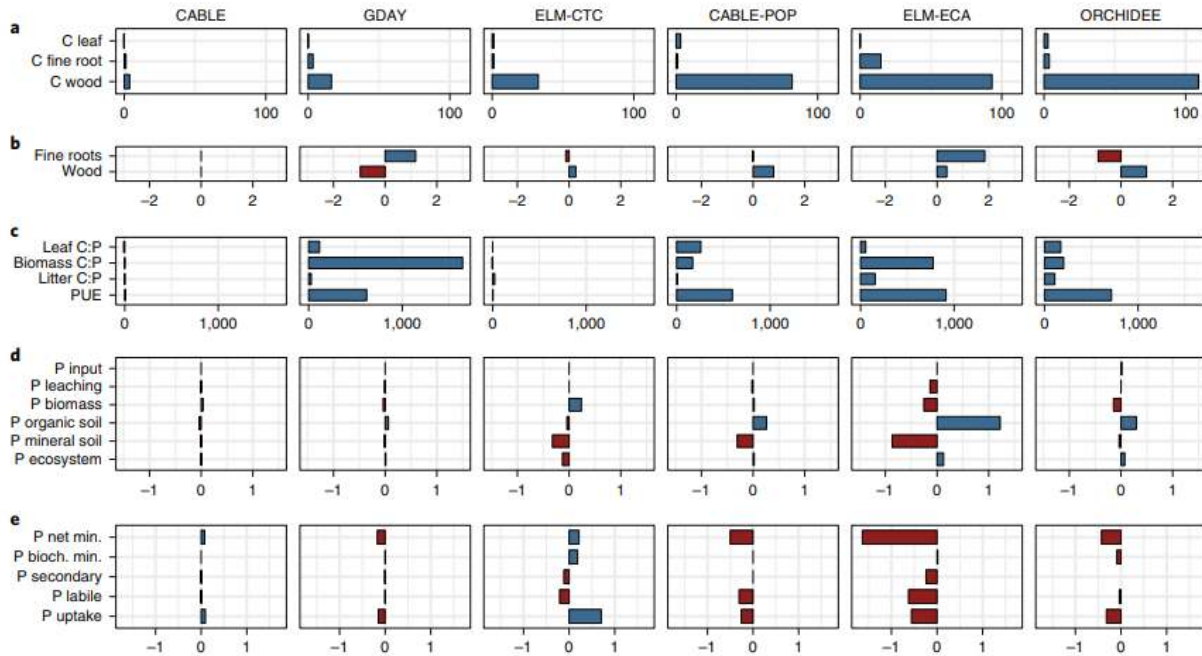 CABLE GDAY ELM-CTC CABLE-POP ELM-ECA ORCHIDEE
a
C leaf
C fine root
C wood
0 100 0 100 0 100 0 100 0 100 0 100
b
Fine roots
Wood
−2 0 2 −2 0 2 −2 0 2 −2 0 2 −2 0 2 −2 0 2
c
Leaf C:P
Biomass C:P
Litter C:P
PUE
0 1,000 0 1,000 0 1,000 0 1,000 0 1,000 0 1,000
d
P input
P leaching
P biomass
P organic soil
P mineral soil
P ecosystem
−1 0 1 −1 0 1 −1 0 1 −1 0 1 −1 0 1 −1 0 1
e
P net min.
P bioch. min.
P secondary
P labile
P uptake
−1 0 1 −1 0 1 −1 0 1 −1 0 1 −1 0 1 −1 0 1